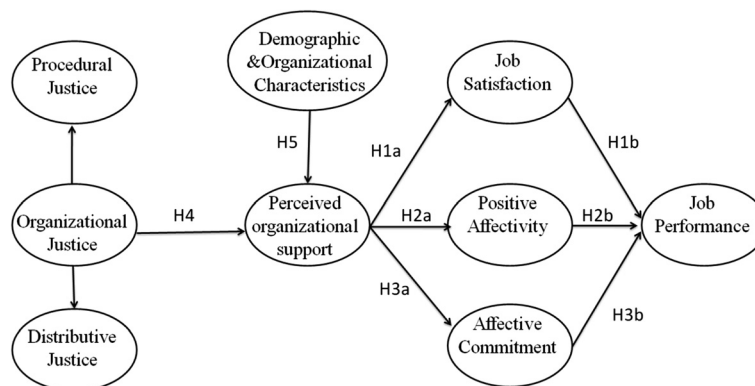 Procedural
Justice
Demographic
&Organizational
Characteristics
Job
Satisfaction
H5
H1a
H1b
Organizational
Justice
H4
Perceived
organizational
support
H2a
Positive
Affectivity
H2b
Job
Performance
H3a
H3b
Distributive
Justice
Affective
Commitment